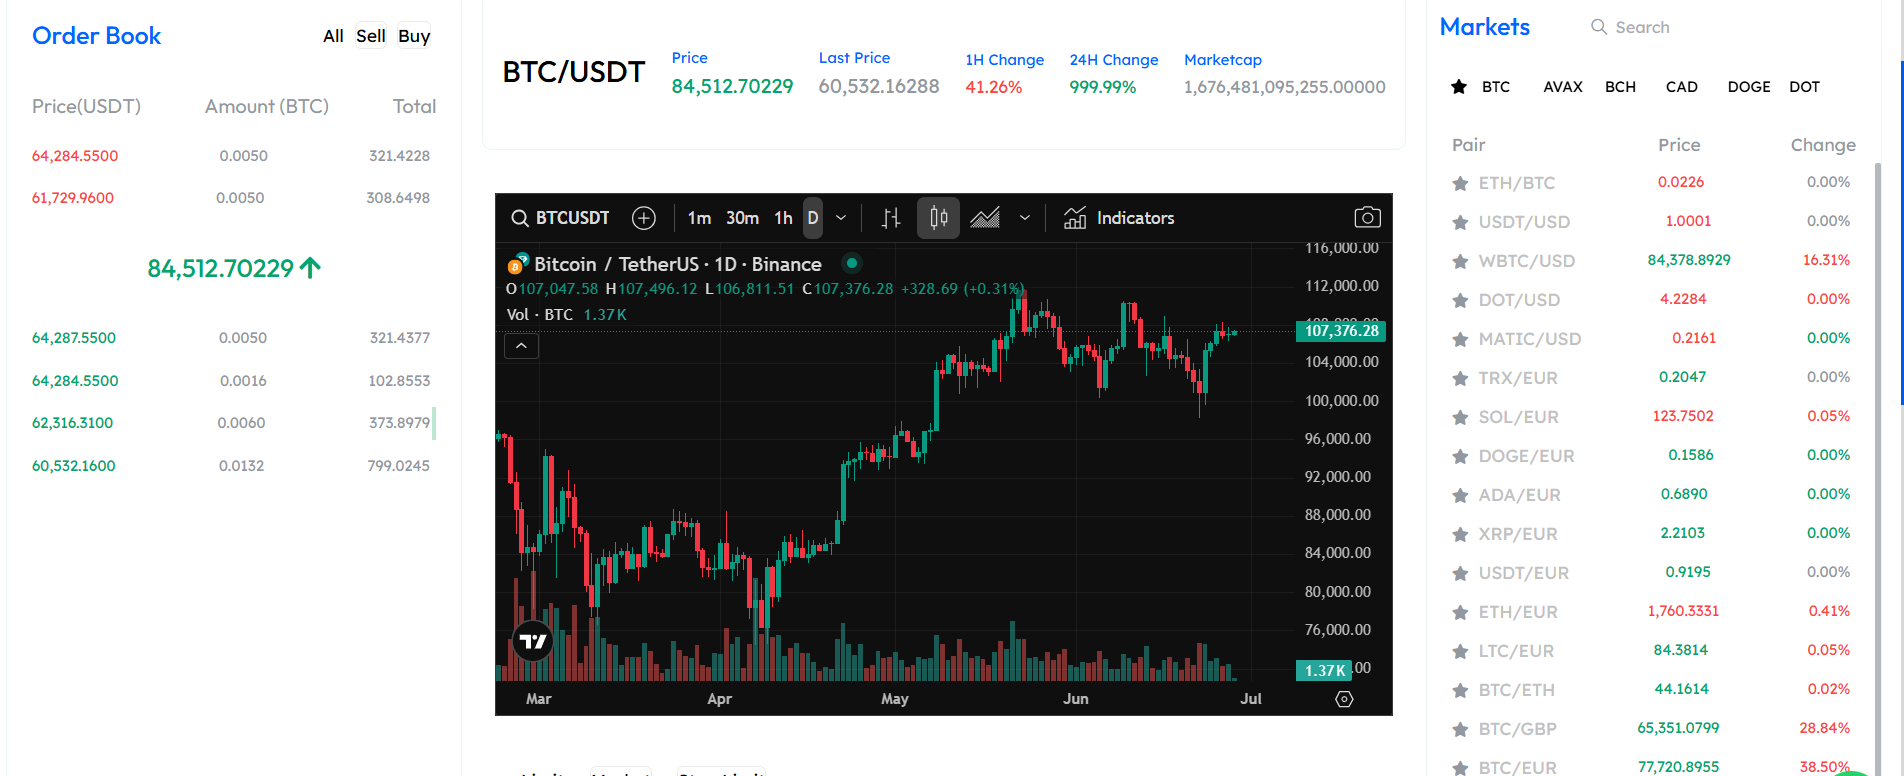 Order Book
All Sell Buy
Price(USDT) Amount (BTC) Total
64,284.5500 0.0050 321.4228
61,729.9600 0.0050 308.6498
84,512.70229
64,287.5500 0.0050 321.4377
64,284.5500 0.0016 102.8553
62,316.3100 0.0060 373.8979
60,532.1600 0.0132 799.0245
BTC/USDT
Price Last Price 1H Change 24H Change Marketcap
84,512.70229 60,532.16288 41.26% 999.99% 1,676,481,095,255.00000
BTCUSDT 1m 30m 1h D Indicators
Bitcoin / TetherUS · 1D · Binance
O107,047.58 H107,496.12 L106,811.51 C107,376.28 +328.69 (+0.31%)
Vol · BTC 1.37K
116,000.00
112,000.00
107,376.28
104,000.00
100,000.00
96,000.00
92,000.00
88,000.00
84,000.00
80,000.00
76,000.00
1.37K
Mar Apr May Jun Jul
Markets
Search
BTC AVAX BCH CAD DOGE DOT
Pair Price Change
ETH/BTC 0.0226 0.00%
USDT/USD 1.0001 0.00%
WBTC/USD 84,378.8929 16.31%
DOT/USD 4.2284 0.00%
MATIC/USD 0.2161 0.00%
TRX/EUR 0.2047 0.00%
SOL/EUR 123.7502 0.05%
DOGE/EUR 0.1586 0.00%
ADA/EUR 0.6890 0.00%
XRP/EUR 2.2103 0.00%
USDT/EUR 0.9195 0.00%
ETH/EUR 1,760.3331 0.41%
LTC/EUR 84.3814 0.05%
BTC/ETH 44.1614 0.02%
BTC/GBP 65,351.0799 28.84%
BTC/EUR 77,720.8955 38.50%